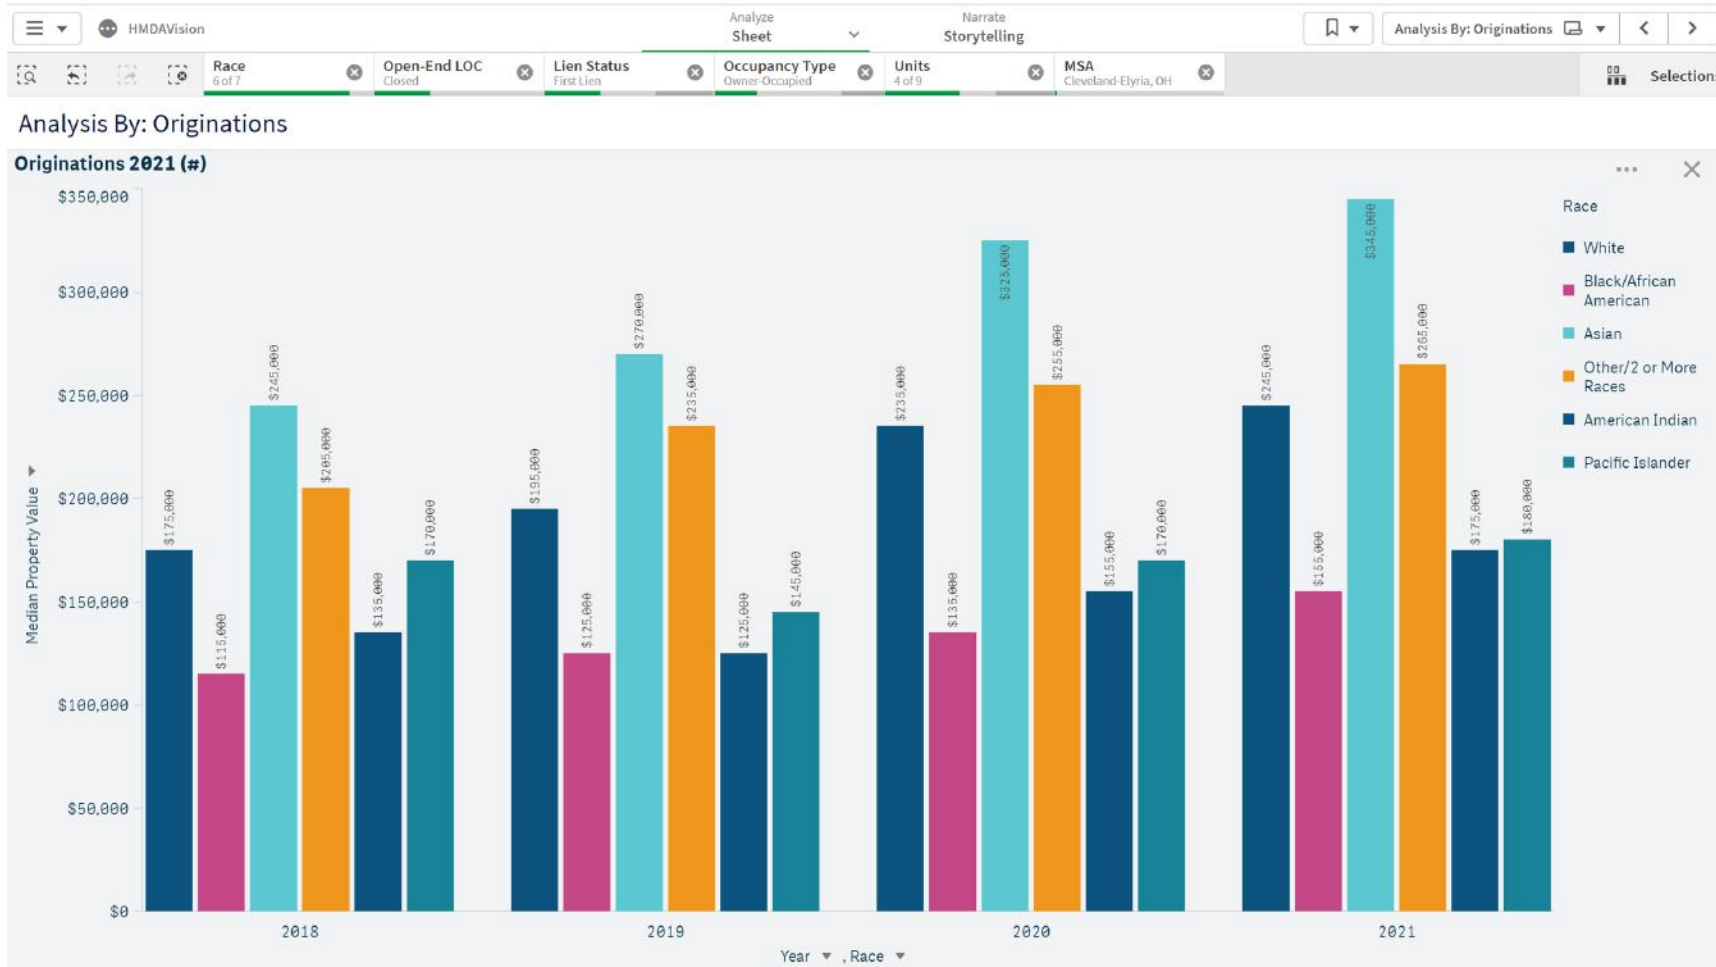 HMDAVision
Analyze
Sheet
Narrate
Storytelling
Analysis By: Originations
Race
6 of 7
Open-End LOC
Closed
Lien Status
First Lien
Occupancy Type
Owner-Occupied
Units
4 of 9
MSA
Cleveland-Elyria, OH
Selection
Analysis By: Originations
Originations 2021 (#)
Median Property Value
$350,000
$300,000
$250,000
$200,000
$150,000
$100,000
$50,000
$0
$175,000
$115,000
$245,000
$205,000
$135,000
$170,000
$195,000
$125,000
$270,000
$235,000
$125,000
$145,000
$235,000
$135,000
$325,000
$255,000
$155,000
$170,000
$245,000
$155,000
$345,000
$265,000
$175,000
$180,000
2018
2019
2020
2021
Year , Race
Race
White
Black/African
American
Asian
Other/2 or More
Races
American Indian
Pacific Islander